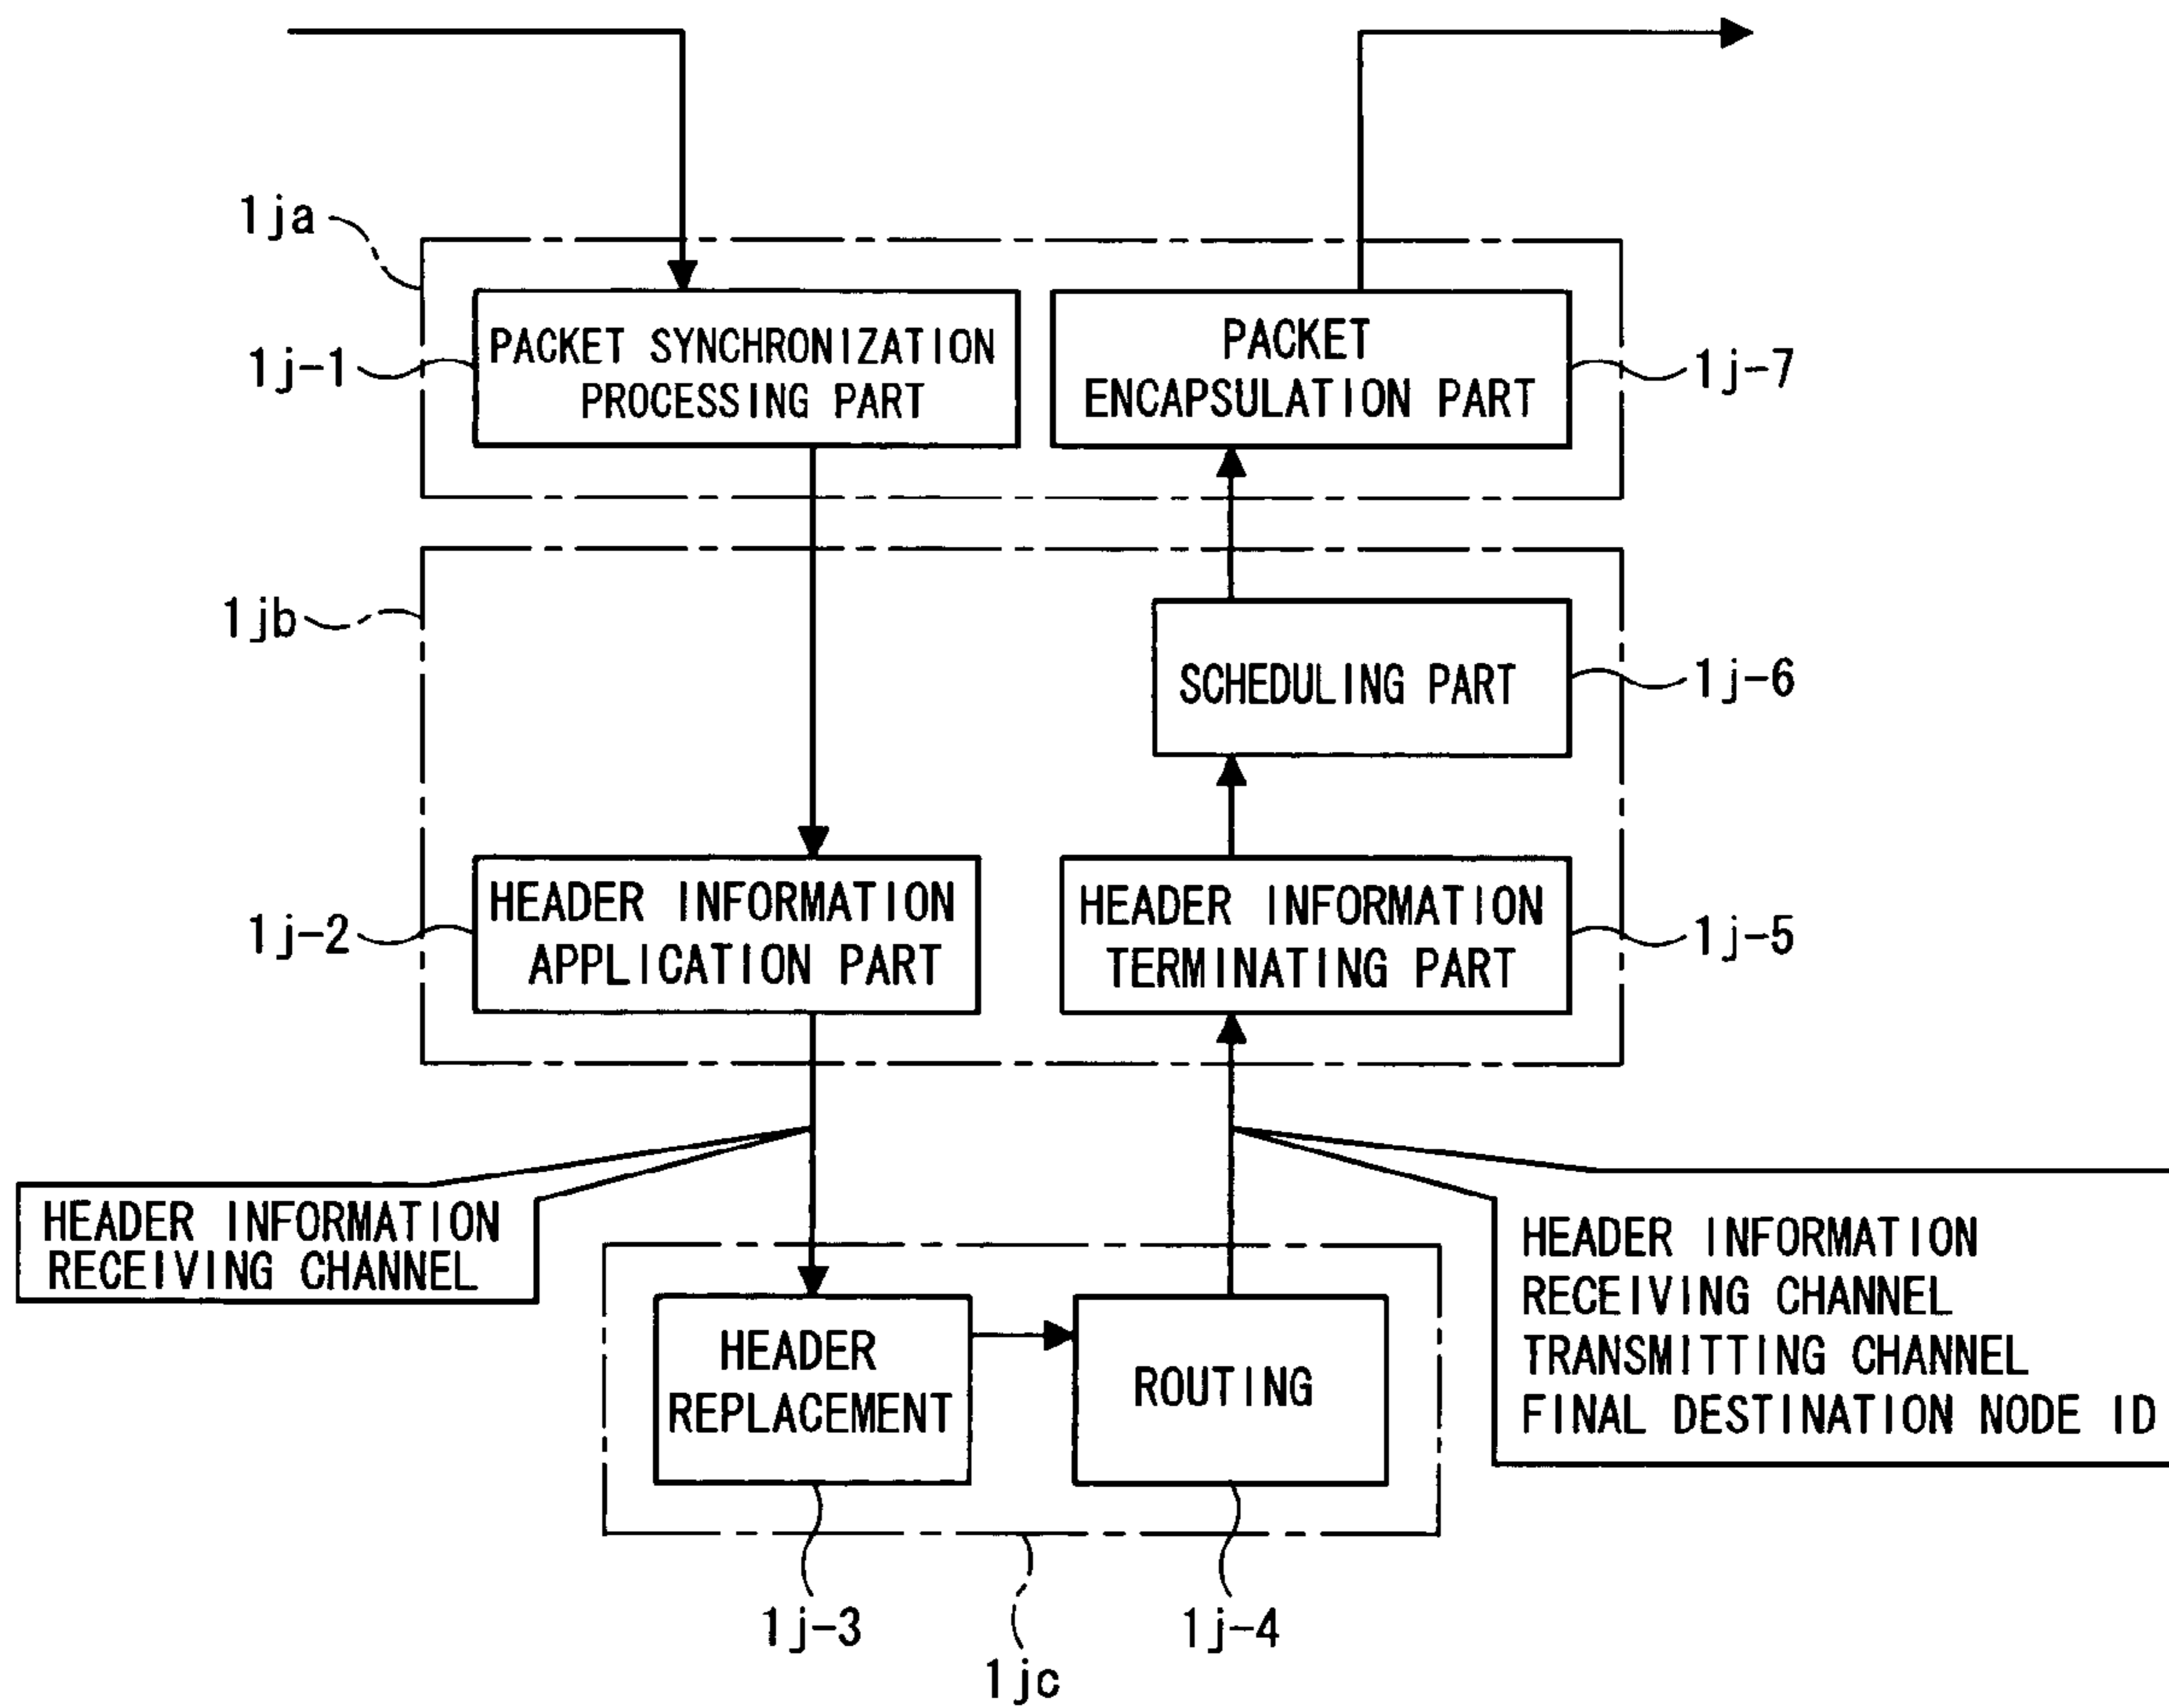 1ja
1j-1
PACKET SYNCHRONIZATION
PROCESSING PART
PACKET
ENCAPSULATION PART
1j-7
1jb
SCHEDULING PART
1j-6
1j-2
HEADER INFORMATION
APPLICATION PART
HEADER INFORMATION
TERMINATING PART
1j-5
HEADER INFORMATION
RECEIVING CHANNEL
HEADER INFORMATION
RECEIVING CHANNEL
TRANSMITTING CHANNEL
FINAL DESTINATION NODE ID
HEADER
REPLACEMENT
ROUTING
1j-3
1j-4
1jc